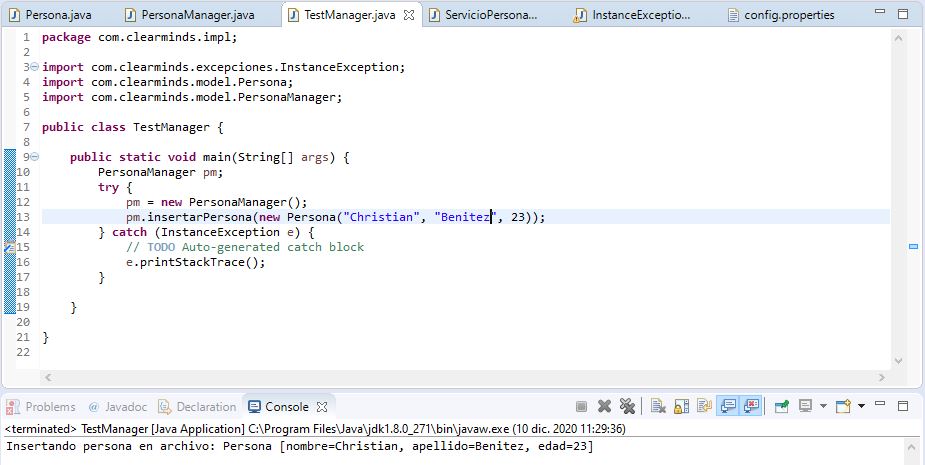 Persona.java PersonaManager.java TestManager.java ServicioPersona... InstanceExceptio... config.properties
1 package com.clearminds.impl;
2
3 import com.clearminds.excepciones.InstanceException;
4 import com.clearminds.model.Persona;
5 import com.clearminds.model.PersonaManager;
6
7 public class TestManager {
8
9 public static void main(String[] args) {
10 PersonaManager pm;
11 try {
12 pm = new PersonaManager();
13 pm.insertarPersona(new Persona("Christian", "Benitez", 23));
14 } catch (InstanceException e) {
15 // TODO Auto-generated catch block
16 e.printStackTrace();
17 }
18
19 }
20
21 }
22
Problems @ Javadoc Declaration Console
<terminated> TestManager [Java Application] C:\Program Files\Java\jdk1.8.0_271\bin\javaw.exe (10 dic. 2020 11:29:36)
Insertando persona en archivo: Persona [nombre=Christian, apellido=Benitez, edad=23]